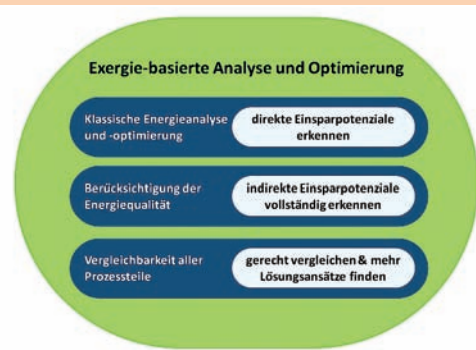 Exergie-basierte Analyse und Optimierung
Klassische Energieanalyse
und -optimierung
direkte Einsparpotenziale
erkennen
Berücksichtigung der
Energiequalität
indirekte Einsparpotenziale
vollständig erkennen
Vergleichbarkeit aller
Prozessteile
gerecht vergleichen & mehr
Lösungsansätze finden